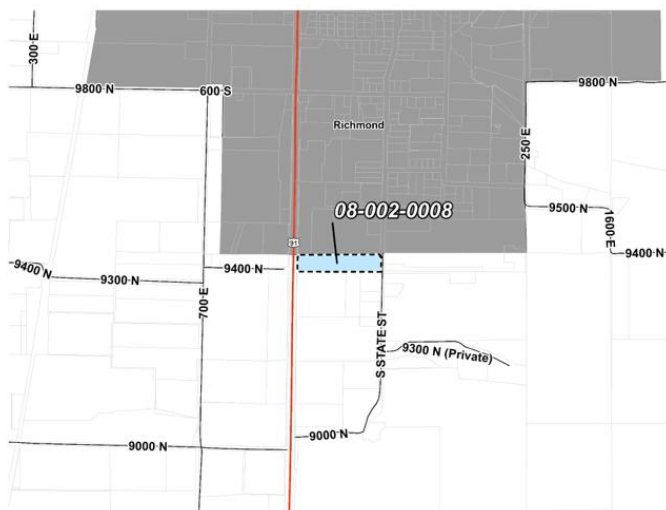 300 E
9800 N
600 S
9800 N
Richmond
250 E
08-002-0008
9500 N
1600 E
91
9400 N
9400 N
9300 N
9400 N
700 E
S STATE ST
9300 N (Private)
9000 N
9000 N